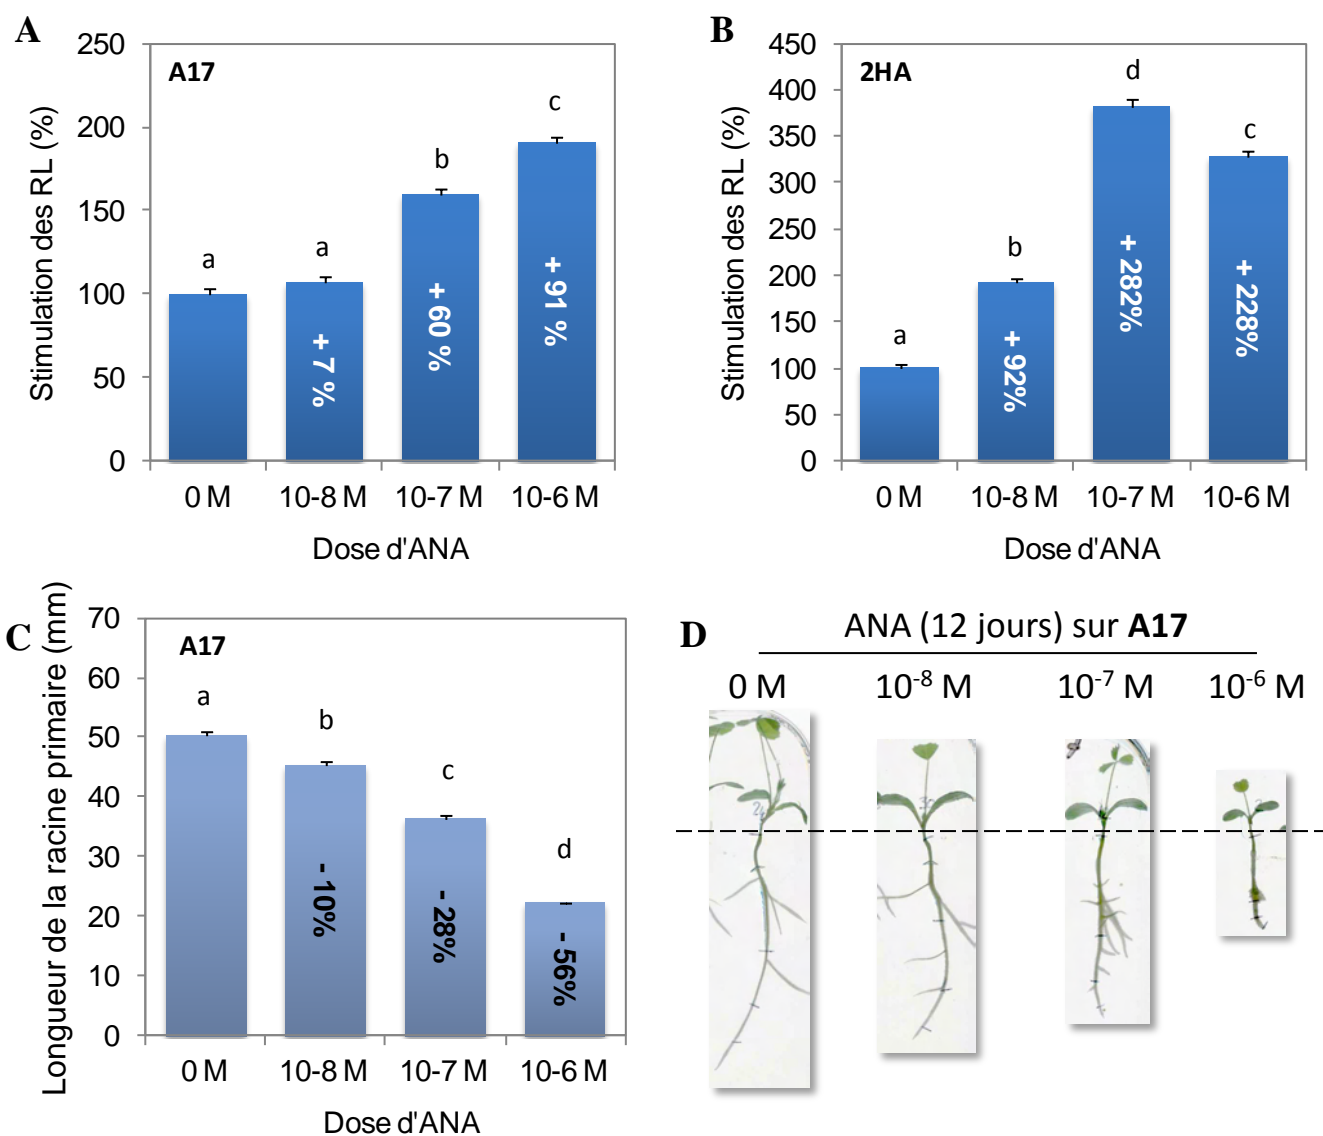 A
A17
Stimulation des RL (%)
250
200
150
100
50
0
a
a
b
c
+ 7 %
+ 60 %
+ 91 %
0 M
10-8 M
10-7 M
10-6 M
Dose d'ANA
B
2HA
Stimulation des RL (%)
450
400
350
300
250
200
150
100
50
0
a
b
d
c
+ 92%
+ 282%
+ 228%
0 M
10-8 M
10-7 M
10-6 M
Dose d'ANA
C
A17
Longueur de la racine primaire (mm)
70
60
50
40
30
20
10
0
a
b
c
d
- 10%
- 28%
- 56%
0 M
10-8 M
10-7 M
10-6 M
Dose d'ANA
D
ANA (12 jours) sur A17
0 M
10⁻⁸ M
10⁻⁷ M
10⁻⁶ M